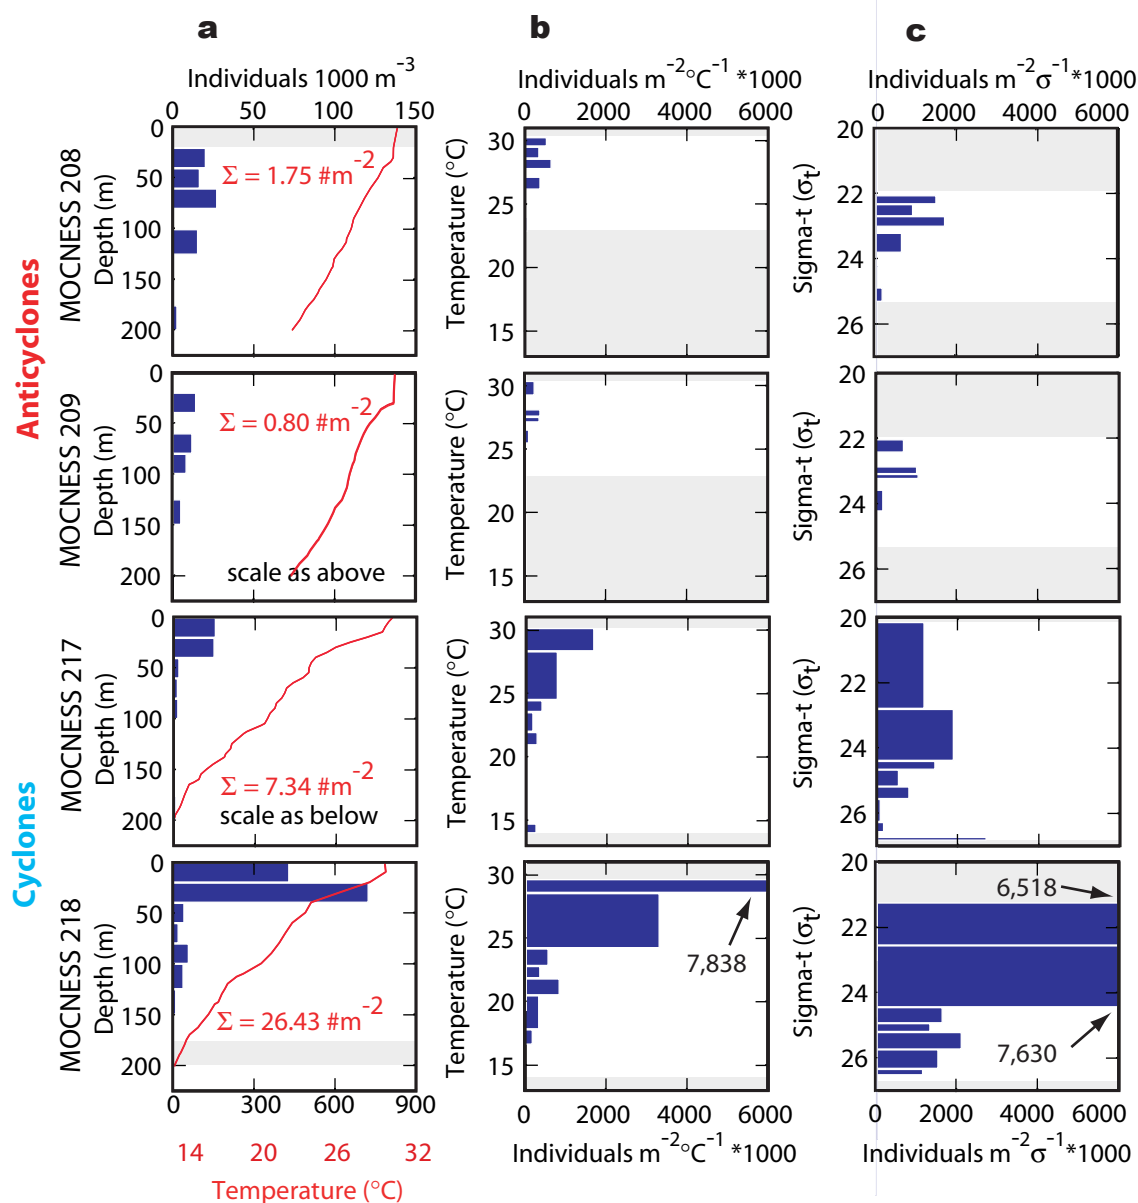 a
b
c
Individuals 1000 m⁻³
Individuals m⁻²°C⁻¹ *1000
Individuals m⁻²σ⁻¹*1000
0 50 100 150
0 2000 4000 6000
0 2000 4000 6000
Anticyclones
MOCNESS 208
Depth (m)
0
50
100
150
200
Σ = 1.75 #m⁻²
Temperature (°C)
30
25
20
15
Sigma-t (σt)
20
22
24
26
MOCNESS 209
Depth (m)
0
50
100
150
200
Σ = 0.80 #m⁻²
scale as above
Temperature (°C)
30
25
20
15
Sigma-t (σt)
20
22
24
26
Cyclones
MOCNESS 217
Depth (m)
0
50
100
150
200
Σ = 7.34 #m⁻²
scale as below
Temperature (°C)
30
25
20
15
Sigma-t (σt)
20
22
24
26
MOCNESS 218
Depth (m)
0
50
100
150
200
Σ = 26.43 #m⁻²
Temperature (°C)
30
25
20
15
7,838
Sigma-t (σt)
20
22
24
26
6,518
7,630
0 300 600 900
0 2000 4000 6000
0 2000 4000 6000
14 20 26 32
Temperature (°C)
Individuals m⁻²°C⁻¹ *1000
Individuals m⁻²σ⁻¹*1000